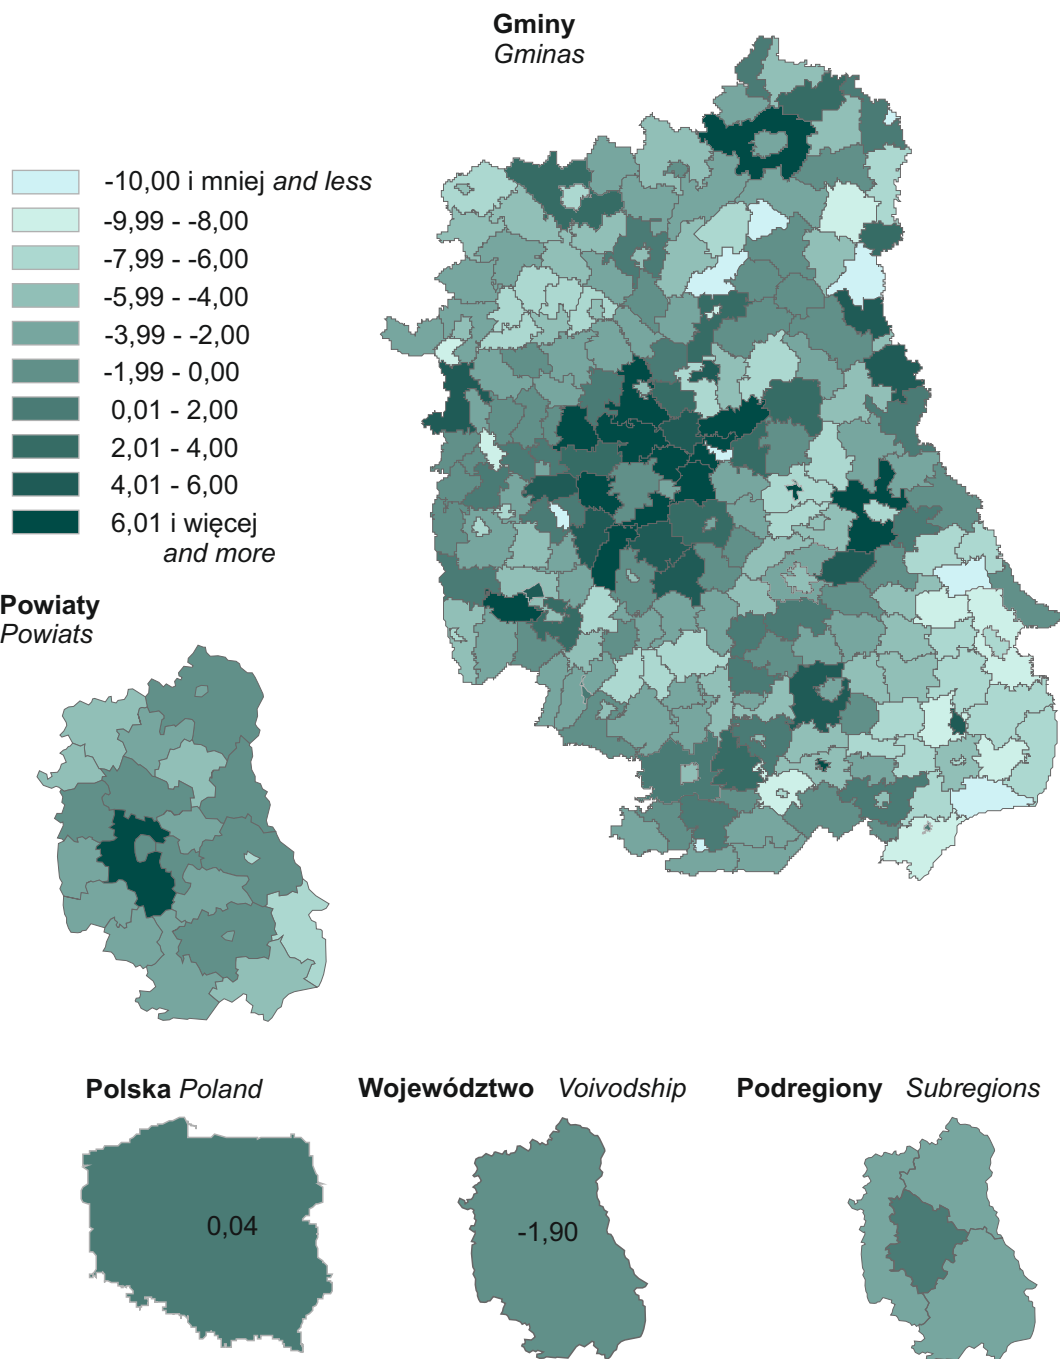 Gminy
Gminas
-10,00 i mniej and less
-9,99 - -8,00
-7,99 - -6,00
-5,99 - -4,00
-3,99 - -2,00
-1,99 - 0,00
0,01 - 2,00
2,01 - 4,00
4,01 - 6,00
6,01 i więcej
and more
Powiaty
Powiats
Polska Poland
Województwo Voivodship
Podregiony Subregions
0,04
-1,90